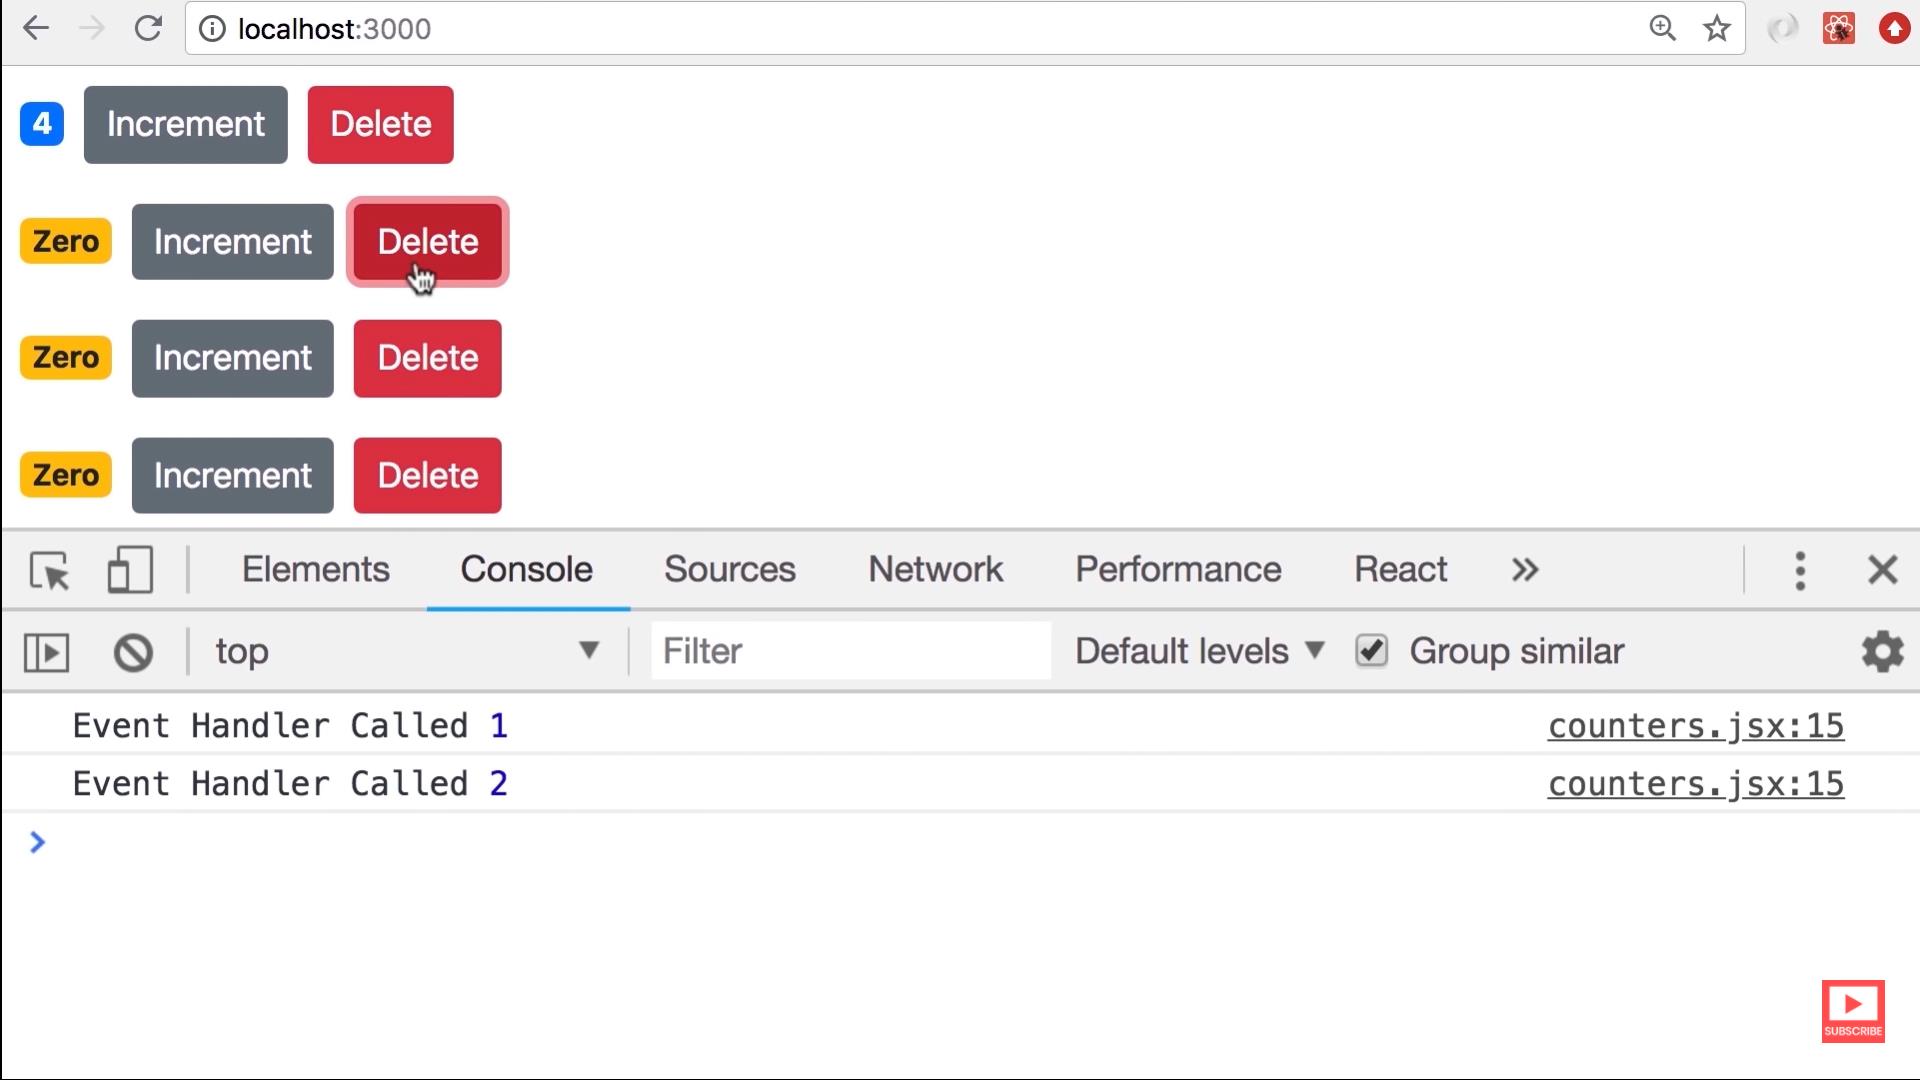 localhost:3000
4 Increment Delete
Zero Increment Delete
Zero Increment Delete
Zero Increment Delete
Elements Console Sources Network Performance React »
top ▼ Filter Default levels ▼ Group similar
Event Handler Called 1 counters.jsx:15
Event Handler Called 2 counters.jsx:15
SUBSCRIBE